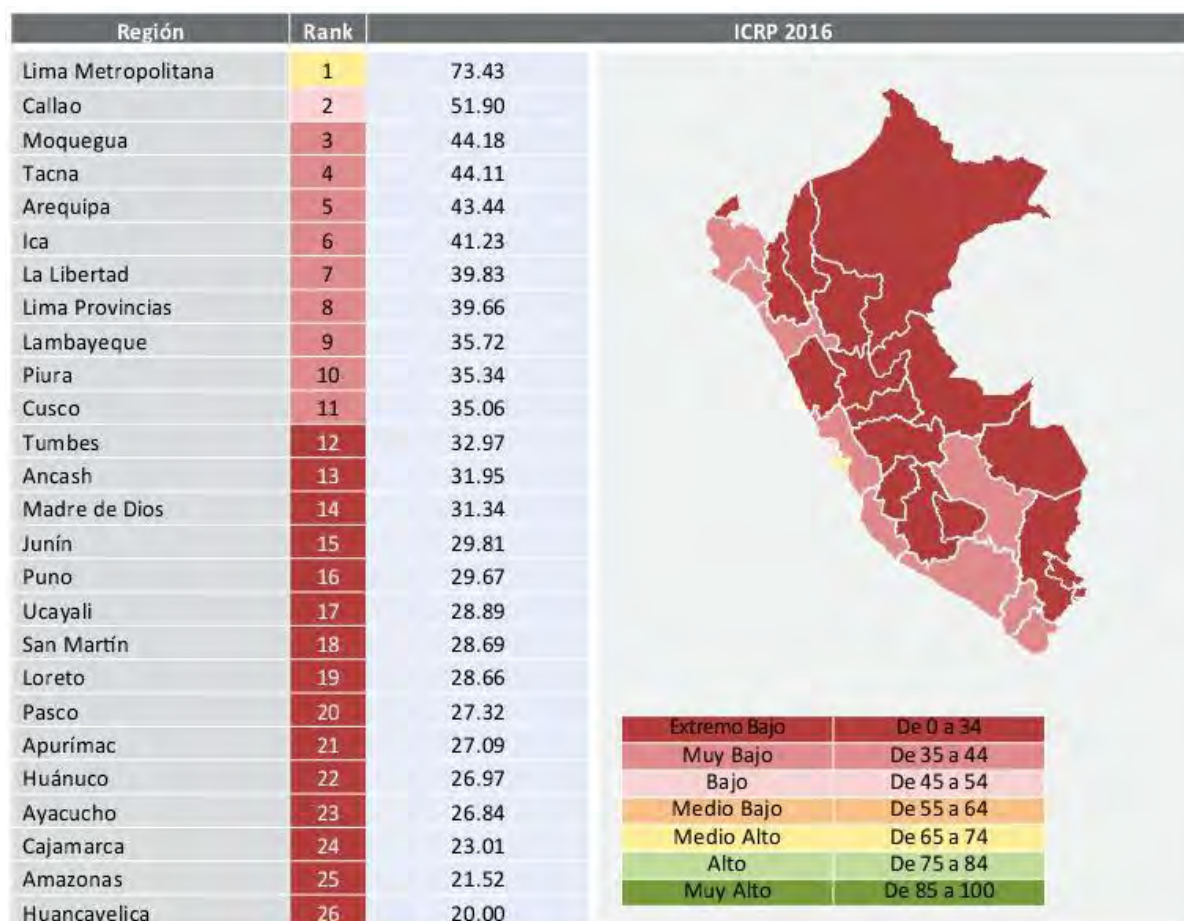 Región Rank ICRP 2016
Lima Metropolitana 1 73.43
Callao 2 51.90
Moquegua 3 44.18
Tacna 4 44.11
Arequipa 5 43.44
Ica 6 41.23
La Libertad 7 39.83
Lima Provincias 8 39.66
Lambayeque 9 35.72
Piura 10 35.34
Cusco 11 35.06
Tumbes 12 32.97
Ancash 13 31.95
Madre de Dios 14 31.34
Junín 15 29.81
Puno 16 29.67
Ucayali 17 28.89
San Martín 18 28.69
Loreto 19 28.66
Pasco 20 27.32
Apurímac 21 27.09
Huánuco 22 26.97
Ayacucho 23 26.84
Cajamarca 24 23.01
Amazonas 25 21.52
Huancavelica 26 20.00
Extremo Bajo De 0 a 34
Muy Bajo De 35 a 44
Bajo De 45 a 54
Medio Bajo De 55 a 64
Medio Alto De 65 a 74
Alto De 75 a 84
Muy Alto De 85 a 100